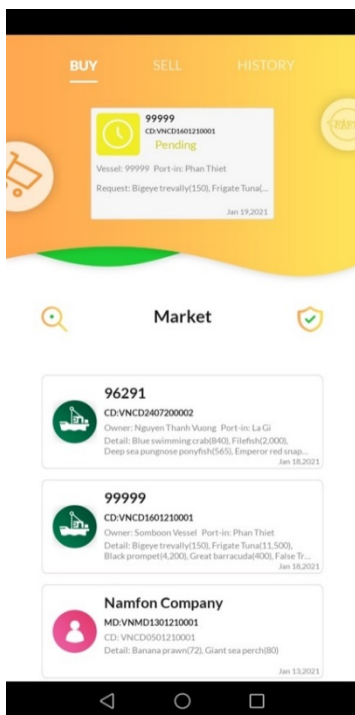 BUY SELL HISTORY
99999
CD:VNCD1601210001
Pending
Vessel: 99999 Port-in: Phan Thiet
Request: Bigeye trevally(150), Frigate Tuna(...
Jan 19,2021
Market
96291
CD:VNCD2407200002
Owner: Nguyen Thanh Vuong Port-in: La Gi
Detail: Blue swimming crab(840), Filefish(2,000),
Deep sea pungnose ponyfish(565), Emperor red snap...
Jan 18,2021
99999
CD:VNCD1601210001
Owner: Somboon Vessel Port-in: Phan Thiet
Detail: Bigeye trevally(150), Frigate Tuna(11,500),
Black prompet(4,200), Great barracuda(400), False Tr...
Jan 18,2021
Namfon Company
MD:VNMD1301210001
CD: VNCD0501210001
Detail: Banana prawn(72), Giant sea perch(80)
Jan 13,2021